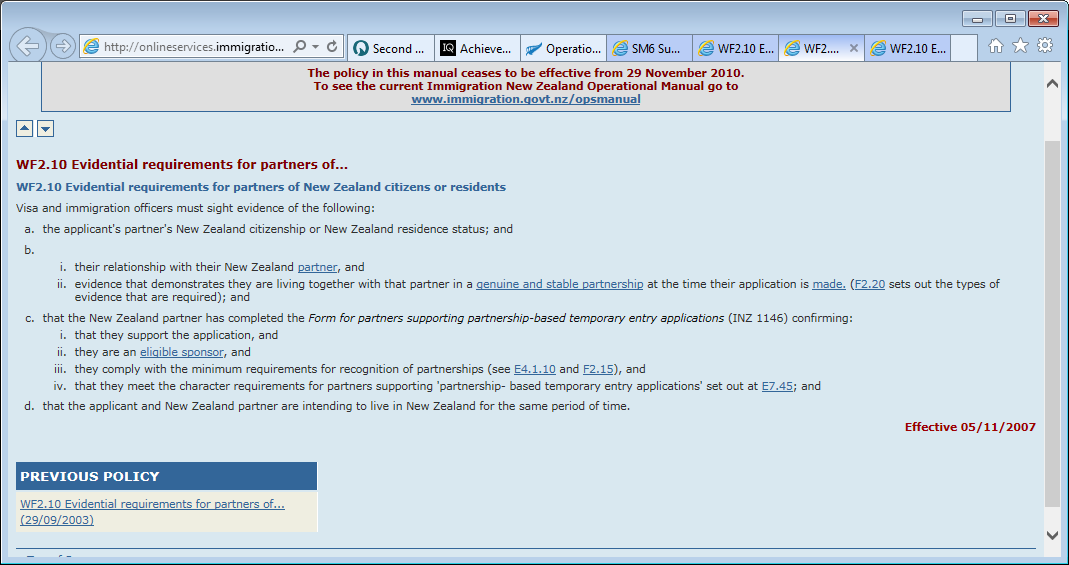 http://onlineservices.immigratio...
Second ...
Achieve...
Operatio...
SM6 Su...
WF2.10 E...
WF2....
WF2.10 E...
The policy in this manual ceases to be effective from 29 November 2010.
To see the current Immigration New Zealand Operational Manual go to
www.immigration.govt.nz/opsmanual
WF2.10 Evidential requirements for partners of...
WF2.10 Evidential requirements for partners of New Zealand citizens or residents
Visa and immigration officers must sight evidence of the following:
a. the applicant's partner's New Zealand citizenship or New Zealand residence status; and
b.
i. their relationship with their New Zealand partner, and
ii. evidence that demonstrates they are living together with that partner in a genuine and stable partnership at the time their application is made. (F2.20 sets out the types of
evidence that are required); and
c. that the New Zealand partner has completed the Form for partners supporting partnership-based temporary entry applications (INZ 1146) confirming:
i. that they support the application, and
ii. they are an eligible sponsor, and
iii. they comply with the minimum requirements for recognition of partnerships (see E4.1.10 and F2.15), and
iv. that they meet the character requirements for partners supporting 'partnership- based temporary entry applications' set out at E7.45; and
d. that the applicant and New Zealand partner are intending to live in New Zealand for the same period of time.
Effective 05/11/2007
PREVIOUS POLICY
WF2.10 Evidential requirements for partners of...
(29/09/2003)